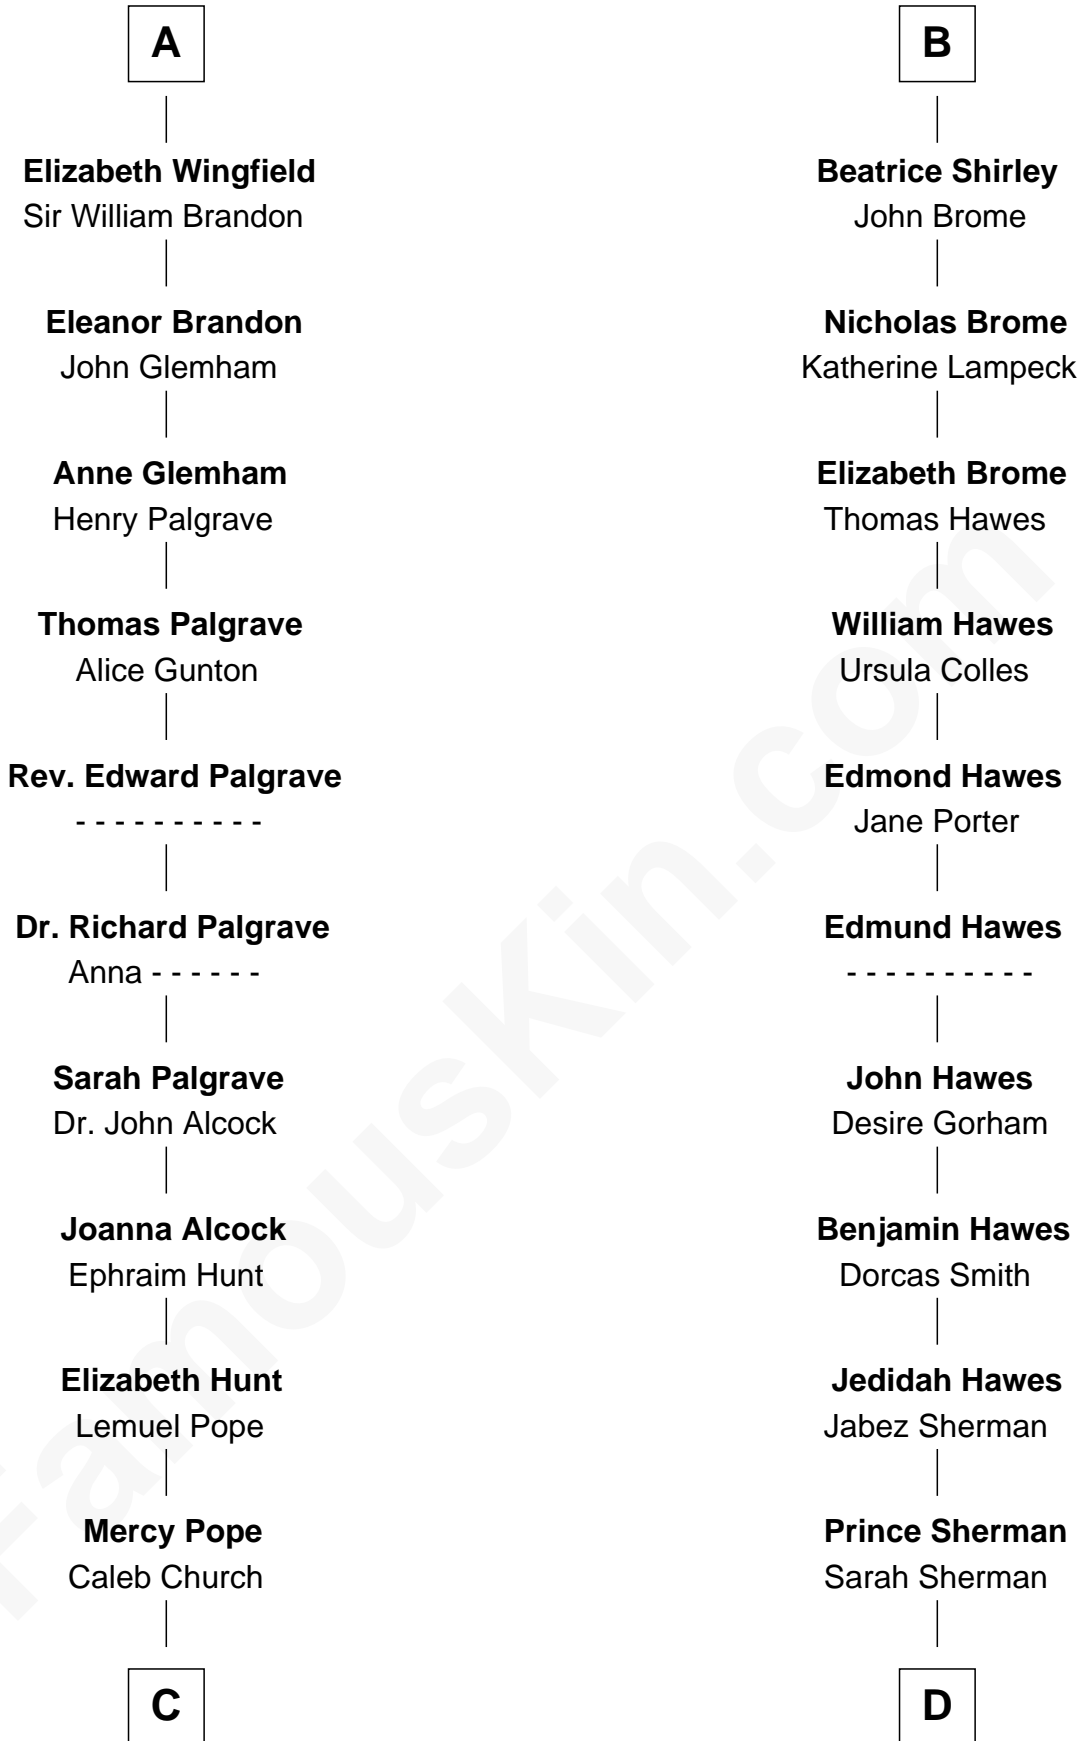 A
Elizabeth Wingfield
Sir William Brandon
Eleanor Brandon
John Glemham
Anne Glemham
Henry Palgrave
Thomas Palgrave
Alice Gunton
Rev. Edward Palgrave
- - - - - - - - - -
Dr. Richard Palgrave
Anna - - - - - -
Sarah Palgrave
Dr. John Alcock
Joanna Alcock
Ephraim Hunt
Elizabeth Hunt
Lemuel Pope
Mercy Pope
Caleb Church
C
B
Beatrice Shirley
John Brome
Nicholas Brome
Katherine Lampeck
Elizabeth Brome
Thomas Hawes
William Hawes
Ursula Colles
Edmond Hawes
Jane Porter
Edmund Hawes
- - - - - - - - - -
John Hawes
Desire Gorham
Benjamin Hawes
Dorcas Smith
Jedidah Hawes
Jabez Sherman
Prince Sherman
Sarah Sherman
D
FamousKin.com